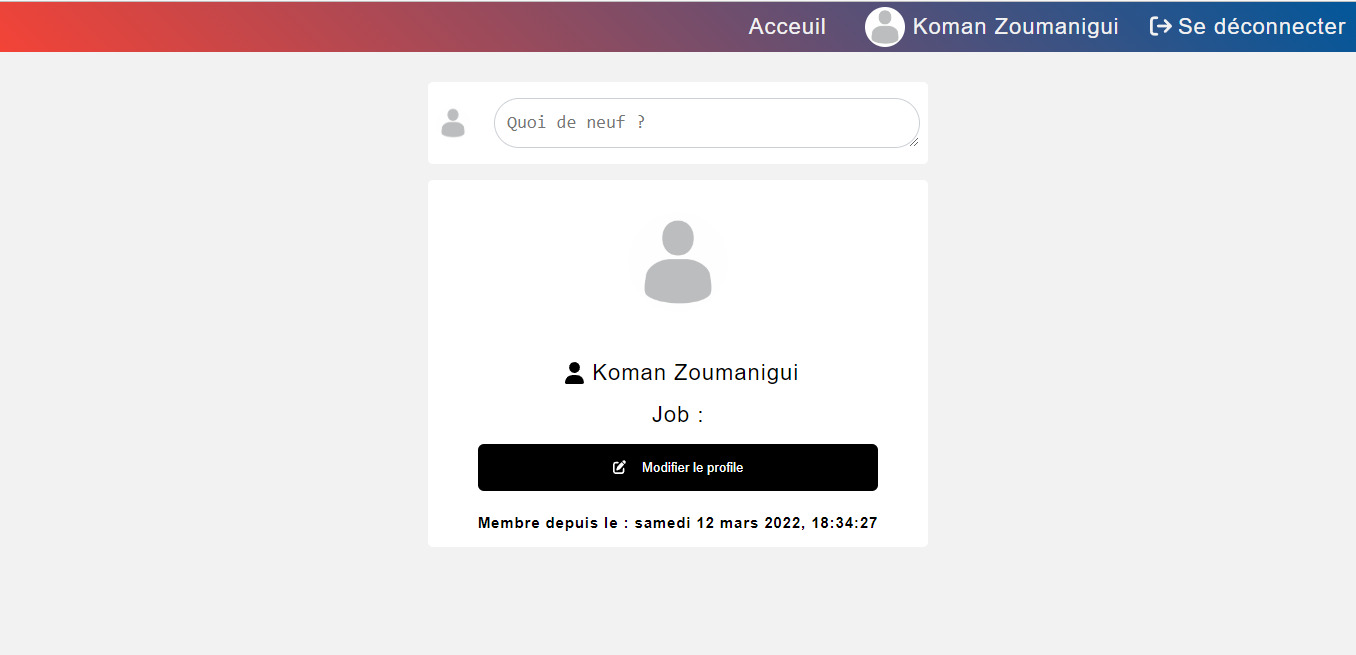 Acceuil Koman Zoumanigui Se déconnecter
Quoi de neuf ?
Koman Zoumanigui
Job :
Modifier le profile
Membre depuis le : samedi 12 mars 2022, 18:34:27